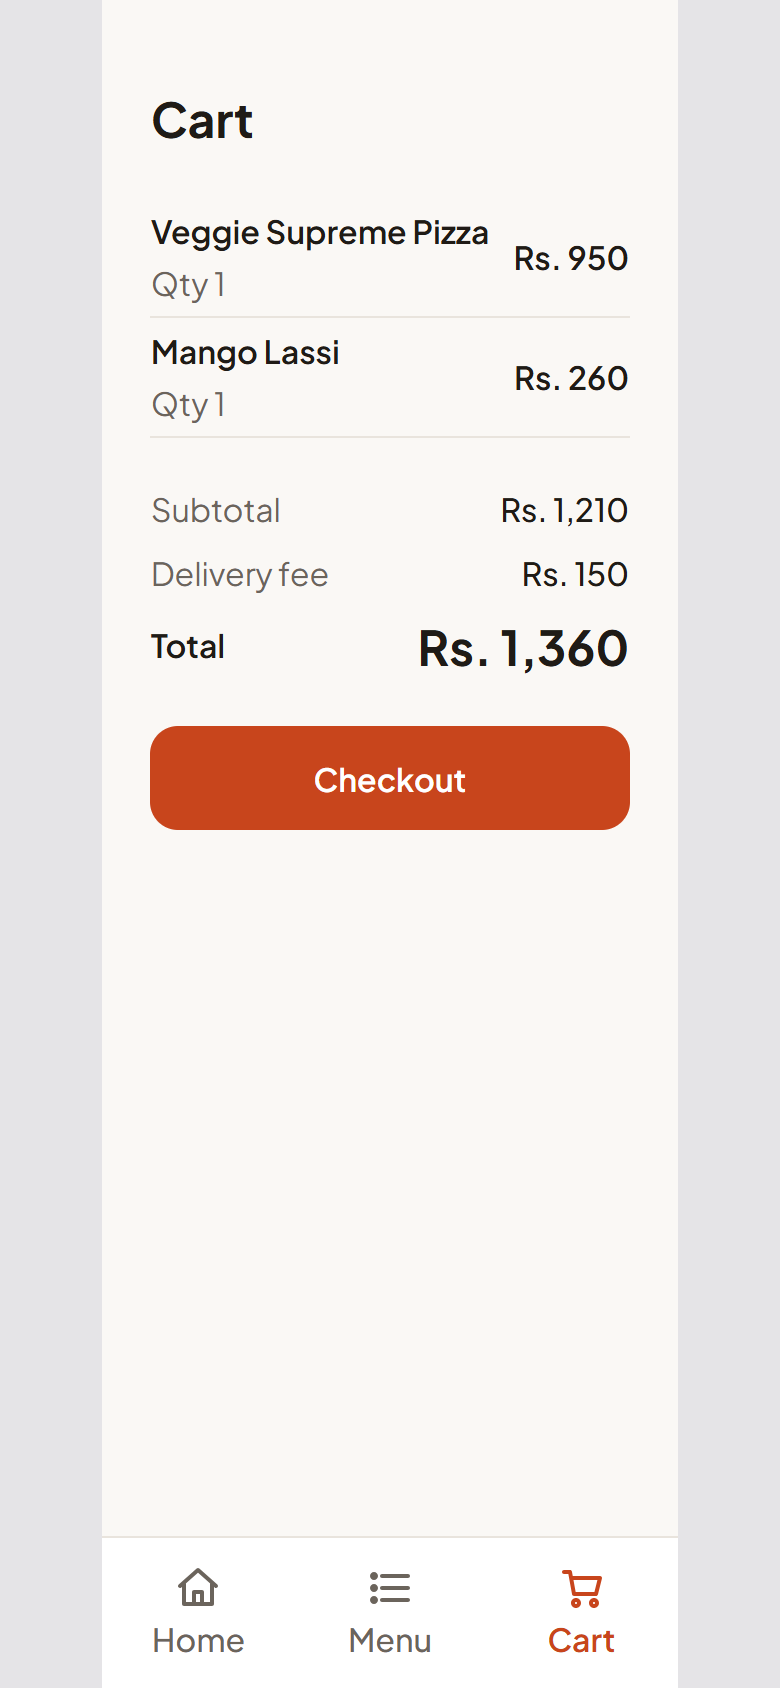 Cart
Veggie Supreme Pizza
Rs. 950
Qty 1
Mango Lassi
Rs. 260
Qty 1
Subtotal Rs. 1,210
Delivery fee Rs. 150
Total Rs. 1,360
Checkout
Home Menu Cart